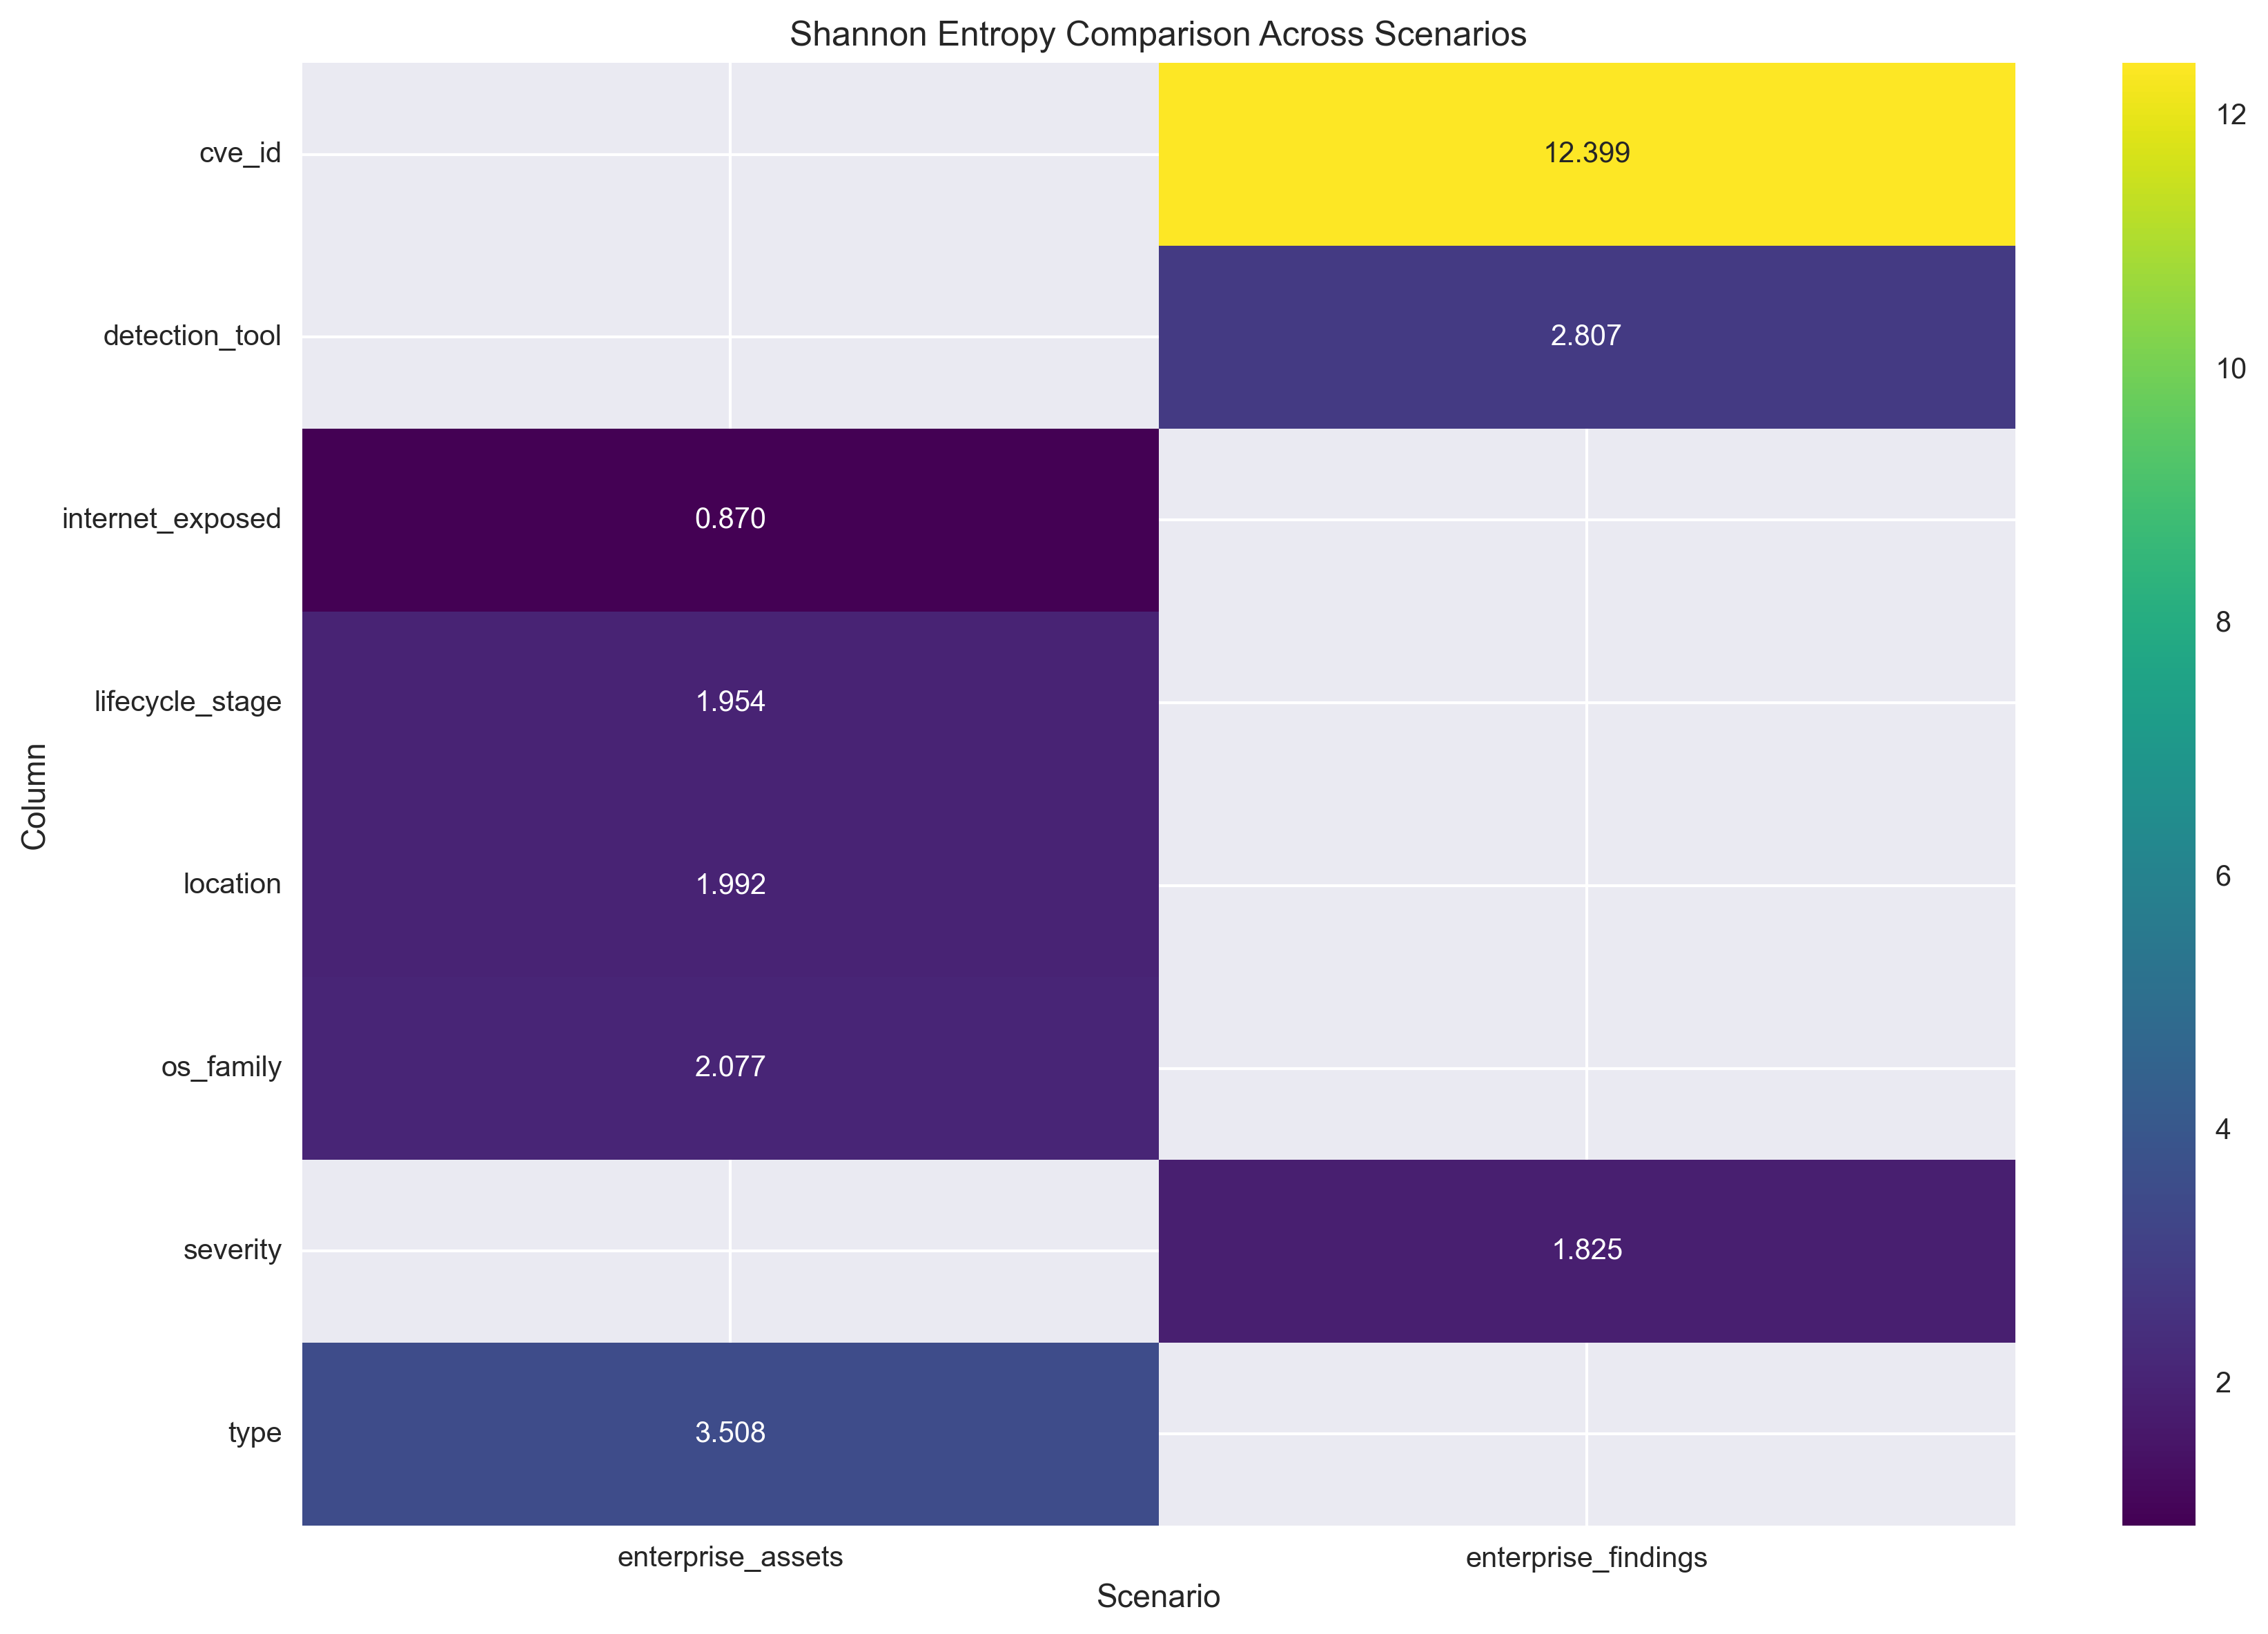 Shannon Entropy Comparison Across Scenarios
cve_id
12.399
detection_tool
2.807
internet_exposed
0.870
lifecycle_stage
1.954
location
1.992
os_family
2.077
severity
1.825
type
3.508
Column
enterprise_assets
enterprise_findings
Scenario
12
10
8
6
4
2